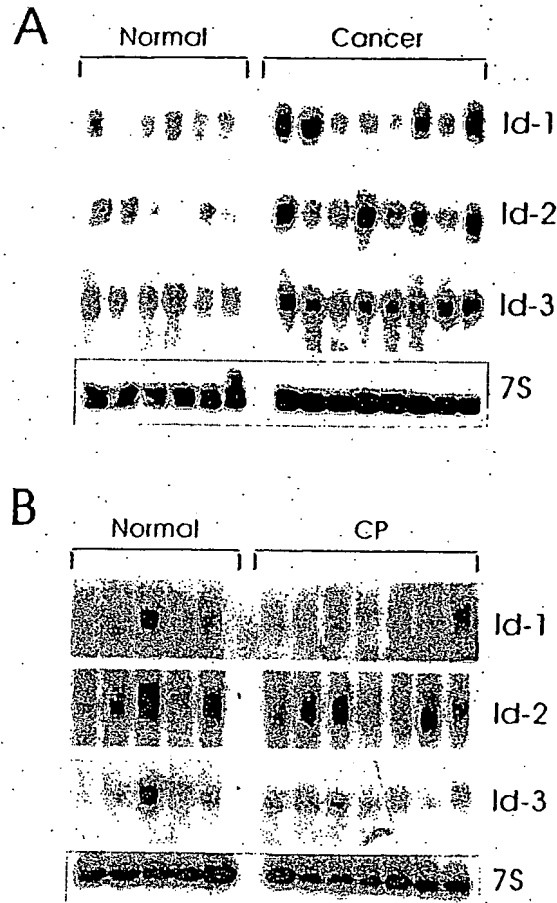 A
Normal Cancer
Id-1
Id-2
Id-3
7S
B
Normal CP
Id-1
Id-2
Id-3
7S